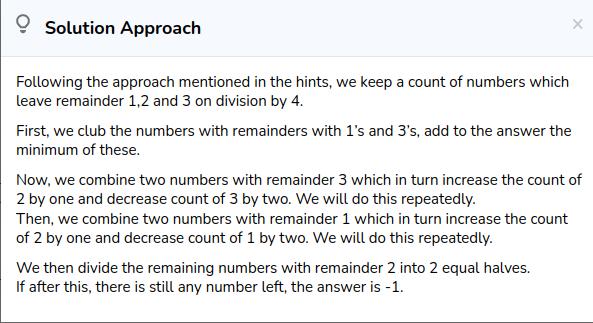 Solution Approach
Following the approach mentioned in the hints, we keep a count of numbers which
leave remainder 1,2 and 3 on division by 4.
First, we club the numbers with remainders with 1's and 3's, add to the answer the
minimum of these.
Now, we combine two numbers with remainder 3 which in turn increase the count of
2 by one and decrease count of 3 by two. We will do this repeatedly.
Then, we combine two numbers with remainder 1 which in turn increase the count
of 2 by one and decrease count of 1 by two. We will do this repeatedly.
We then divide the remaining numbers with remainder 2 into 2 equal halves.
If after this, there is still any number left, the answer is -1.